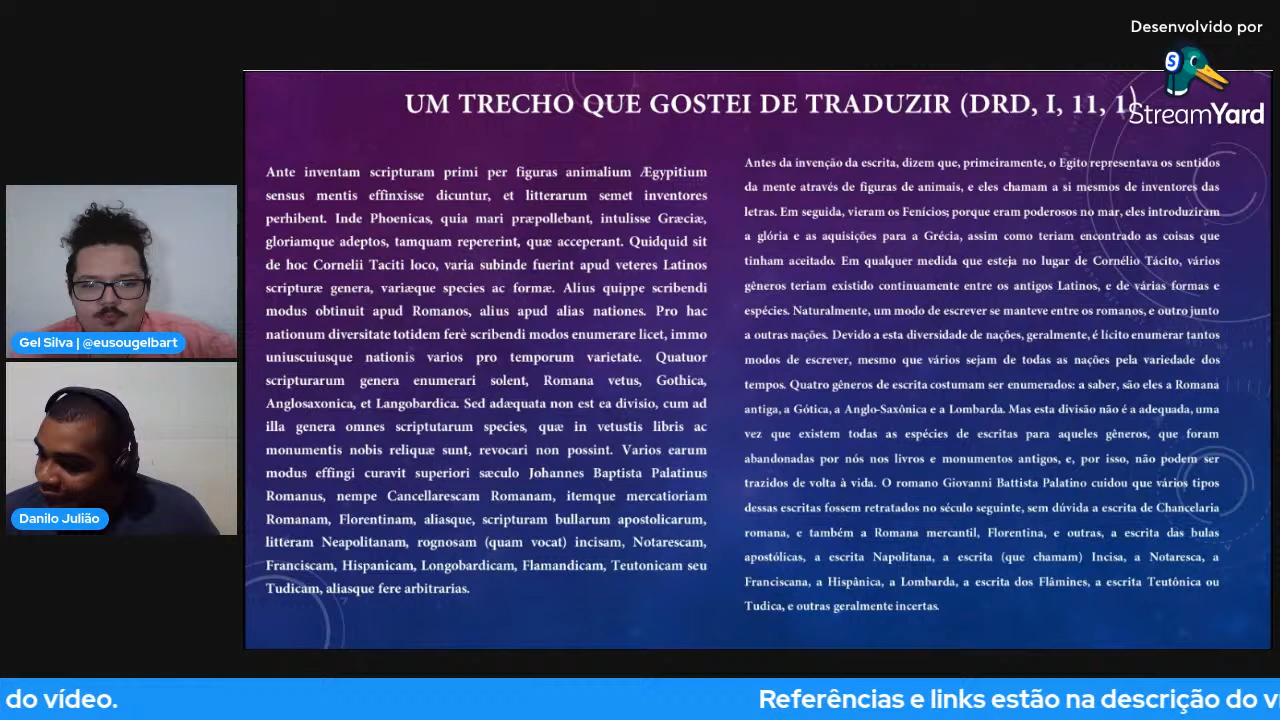 Desenvolvido por
S
StreamYard
UM TRECHO QUE GOSTEI DE TRADUZIR (DRD, I, 11, 1)
Ante inventam scripturam primi per figuras animalium Ægypitium
sensus mentis effinxisse dicuntur, et litterarum semet inventores
perhibent. Inde Phoenicas, quia mari præpollebant, intulisse Græciæ,
gloriamque adeptos, tamquam repererint, quæ acceperant. Quidquid sit
de hoc Cornelii Taciti loco, varia subinde fuerint apud veteres Latinos
scripturæ genera, variæque species ac formæ. Alius quippe scribendi
modus obtinuit apud Romanos, alius apud alias nationes. Pro hac
nationum diversitate totidem ferè scribendi modos enumerare licet, immo
uniuscuiusque nationis varios pro temporum varietate. Quatuor
scripturarum genera enumerari solent, Romana vetus, Gothica,
Anglosaxonica, et Langobardica. Sed adæquata non est ea divisio, cum ad
illa genera omnes scriptutarum species, quæ in vetustis libris ac
monumentis nobis reliquæ sunt, revocari non possint. Varios earum
modus effingi curavit superiori sæculo Johannes Baptista Palatinus
Romanus, nempe Cancellarescam Romanam, itemque mercatioriam
Romanam, Florentinam, aliasque, scripturam bullarum apostolicarum,
litteram Neapolitanam, rognosam (quam vocat) incisam, Notarescam,
Franciscam, Hispanicam, Longobardicam, Flamandicam, Teutonicam seu
Tudicam, aliasque fere arbitrarias.
Antes da invenção da escrita, dizem que, primeiramente, o Egito representava os sentidos
da mente através de figuras de animais, e eles chamam a si mesmos de inventores das
letras. Em seguida, vieram os Fenícios; porque eram poderosos no mar, eles introduziram
a glória e as aquisições para a Grécia, assim como teriam encontrado as coisas que
tinham aceitado. Em qualquer medida que esteja no lugar de Cornélio Tácito, vários
gêneros teriam existido continuamente entre os antigos Latinos, e de várias formas e
espécies. Naturalmente, um modo de escrever se manteve entre os romanos, e outro junto
a outras nações. Devido a esta diversidade de nações, geralmente, é lícito enumerar tantos
modos de escrever, mesmo que vários sejam de todas as nações pela variedade dos
tempos. Quatro gêneros de escrita costumam ser enumerados: a saber, são eles a Romana
antiga, a Gótica, a Anglo-Saxônica e a Lombarda. Mas esta divisão não é a adequada, uma
vez que existem todas as espécies de escritas para aqueles gêneros, que foram
abandonadas por nós nos livros e monumentos antigos, e, por isso, não podem ser
trazidos de volta à vida. O romano Giovanni Battista Palatino cuidou que vários tipos
dessas escritas fossem retratados no século seguinte, sem dúvida a escrita de Chancelaria
romana, e também a Romana mercantil, Florentina, e outras, a escrita das bulas
apostólicas, a escrita Napolitana, a escrita (que chamam) Incisa, a Notaresca, a
Franciscana, a Hispânica, a Lombarda, a escrita dos Flâmines, a escrita Teutônica ou
Tudica, e outras geralmente incertas.
Gel Silva | @eusougelbart
Danilo Julião
do vídeo.
Referências e links estão na descrição do v